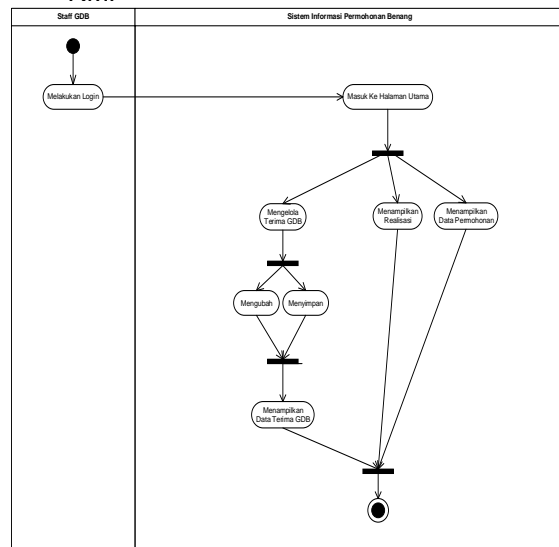 Staff GDB
Sistem Informasi Permohonan Benang
Melakukan Login
Masuk Ke Halaman Utama
Mengelola
Terima GDB
Menampilkan
Realisasi
Menampilkan
Data Permohonan
Mengubah
Menyimpan
Menampilkan
Data Terima GDB